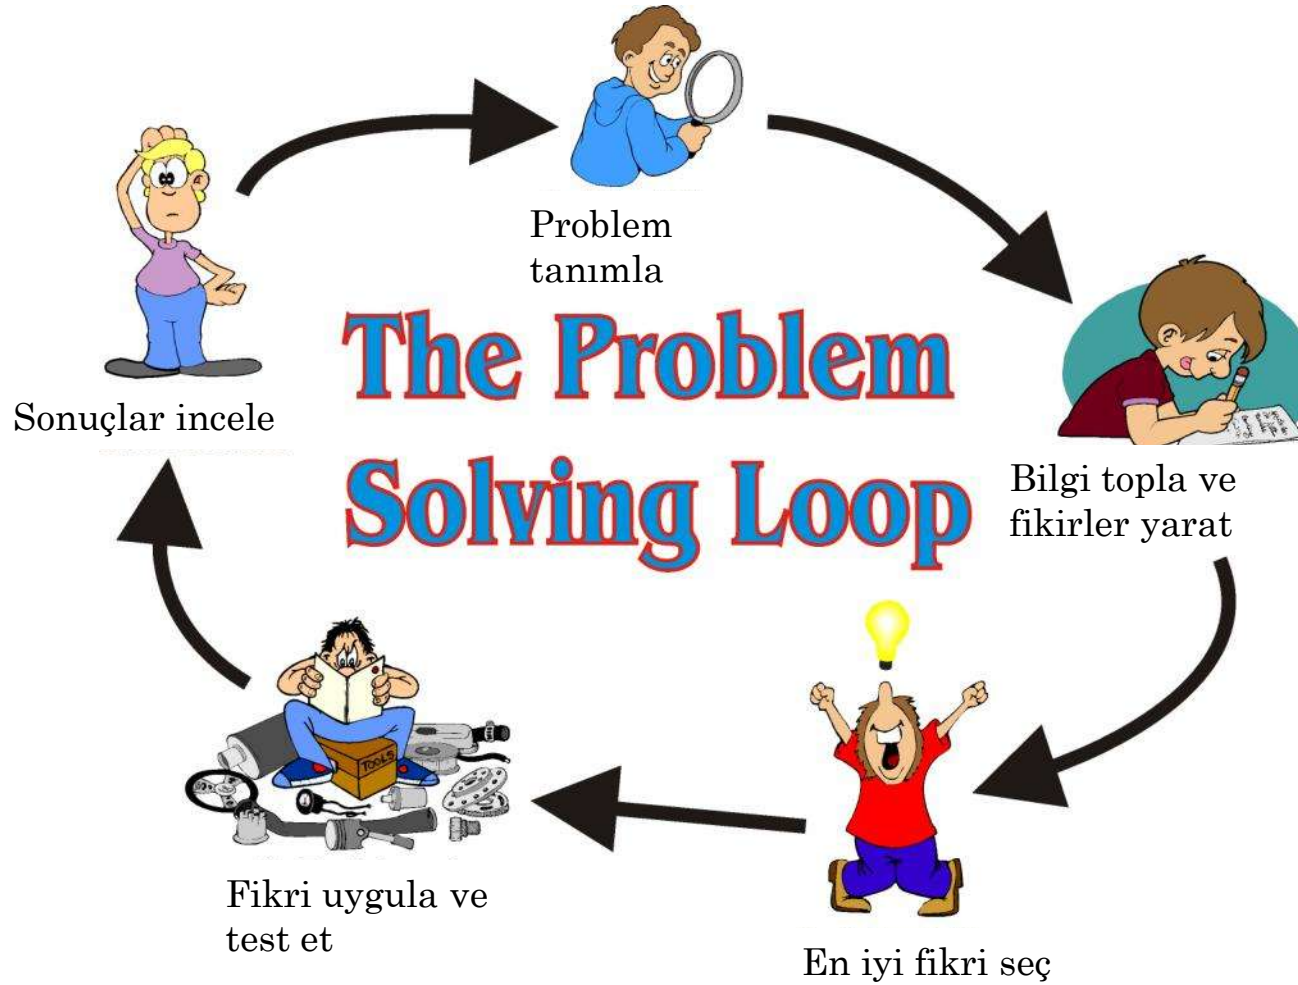 Problem
tanımla
The Problem
Solving Loop
Bilgi topla ve
fikirler yarat
En iyi fikri seç
Fikri uygula ve
test et
TOOLS
Sonuçlar incele